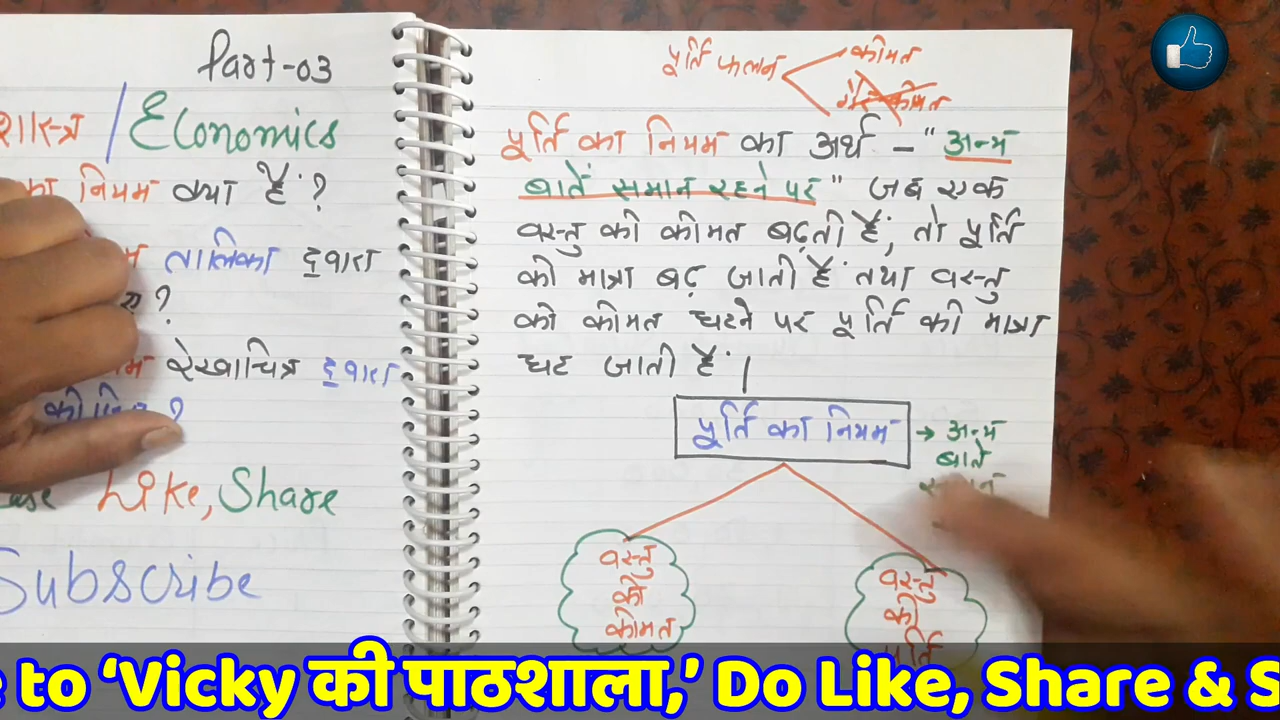 Part-03
शास्त्र / Economics
का नियम क्या है ?
तालिका द्वारा
रेखाचित्र द्वारा
Like, Share
Subscribe
पूर्ति फलन
कीमत
गैर कीमत
पूर्ति का नियम का अर्थ - " अन्य
बातें समान रहने पर " जब एक
वस्तु की कीमत बढ़ती हैं, तो पूर्ति
की मात्रा बढ़ जाती हैं तथा वस्तु
की कीमत घटने पर पूर्ति की मात्रा
घट जाती हैं |
पूर्ति का नियम → अन्य
बातें
वस्तु
की
कीमत
वस्तु
की
पूर्ति
to ‘Vicky की पाठशाला,’ Do Like, Share & S